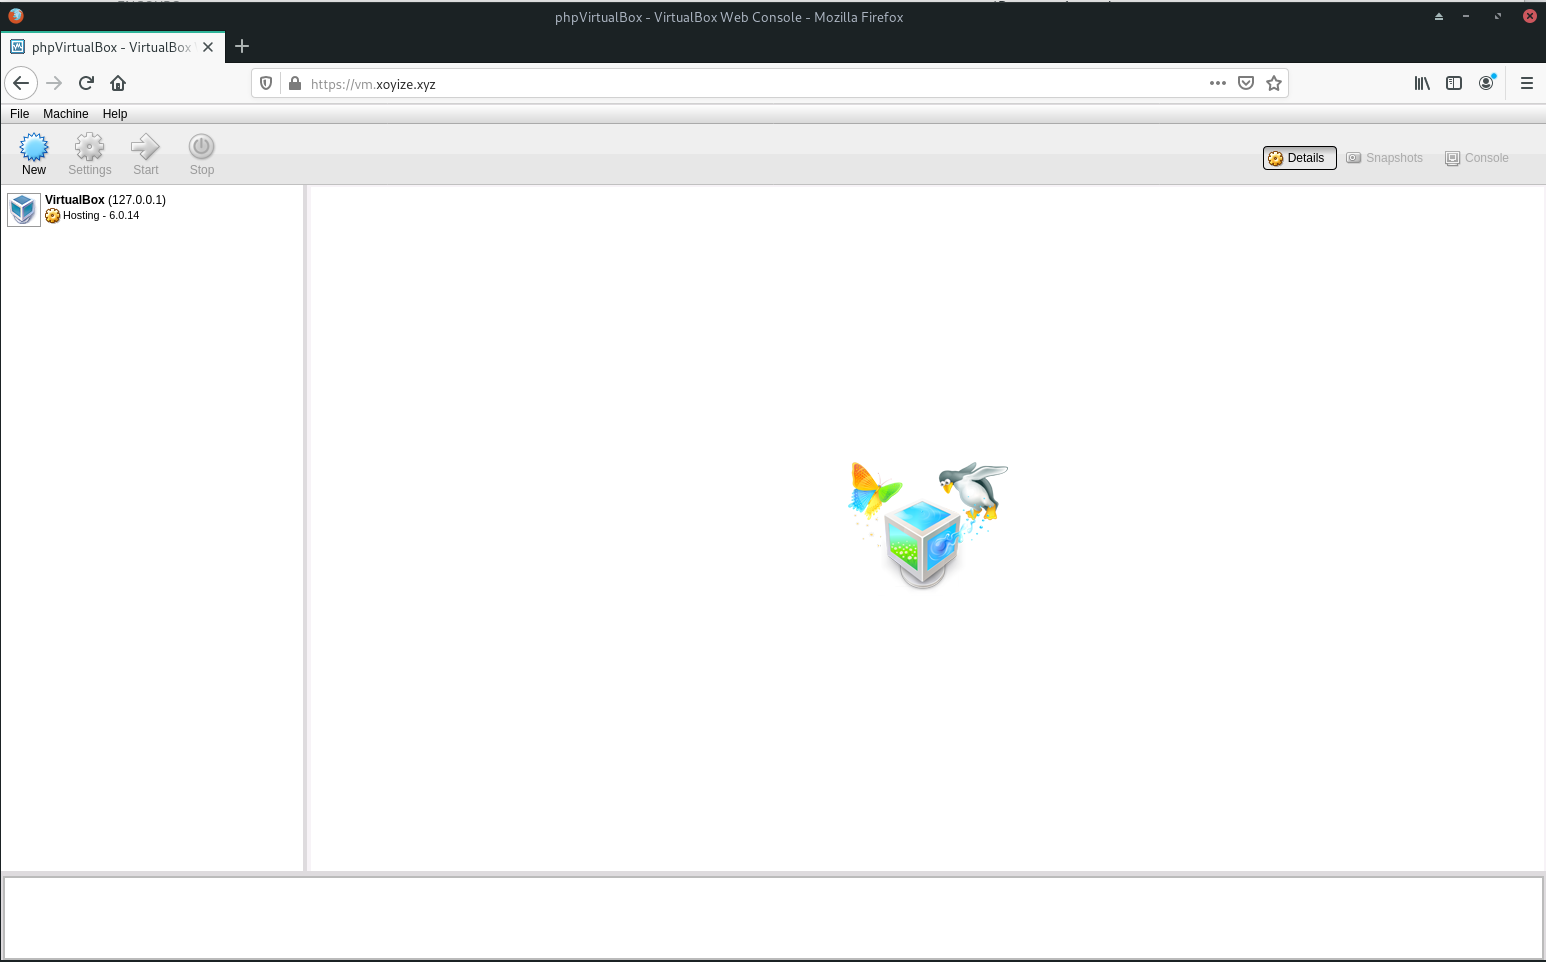 phpVirtualBox - VirtualBox Web Console - Mozilla Firefox
phpVirtualBox - VirtualBox
https://vm.xoyize.xyz
File Machine Help
New Settings Start Stop
Details Snapshots Console
VirtualBox (127.0.0.1)
Hosting - 6.0.14